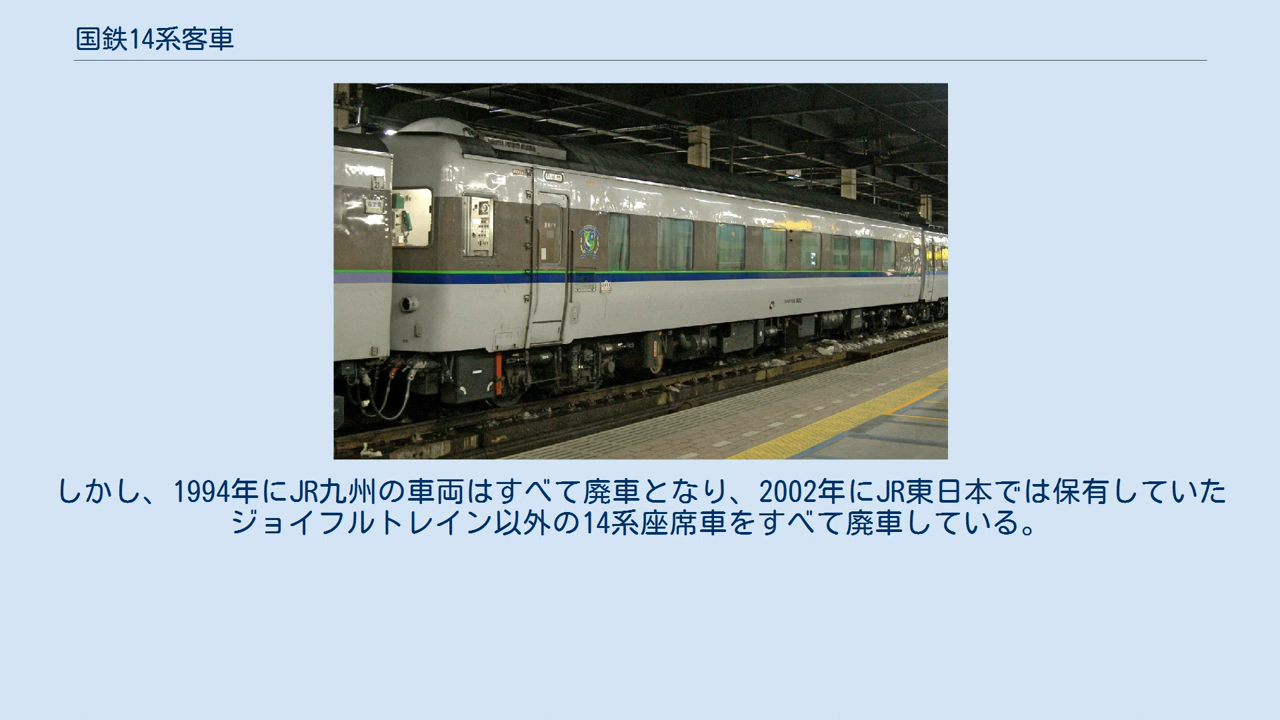 国鉄14系客車
しかし、1994年にJR九州の車両はすべて廃車となり、2002年にJR東日本では保有していた
ジョイフルトレイン以外の14系座席車をすべて廃車している。